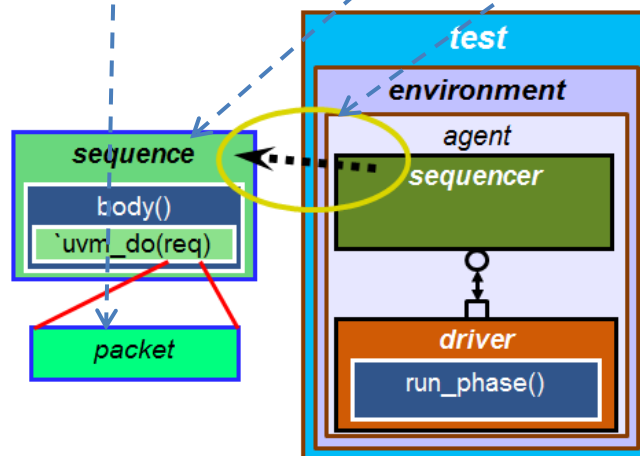 test
environment
agent
sequence
sequencer
body()
`uvm_do(req)
packet
driver
run_phase()